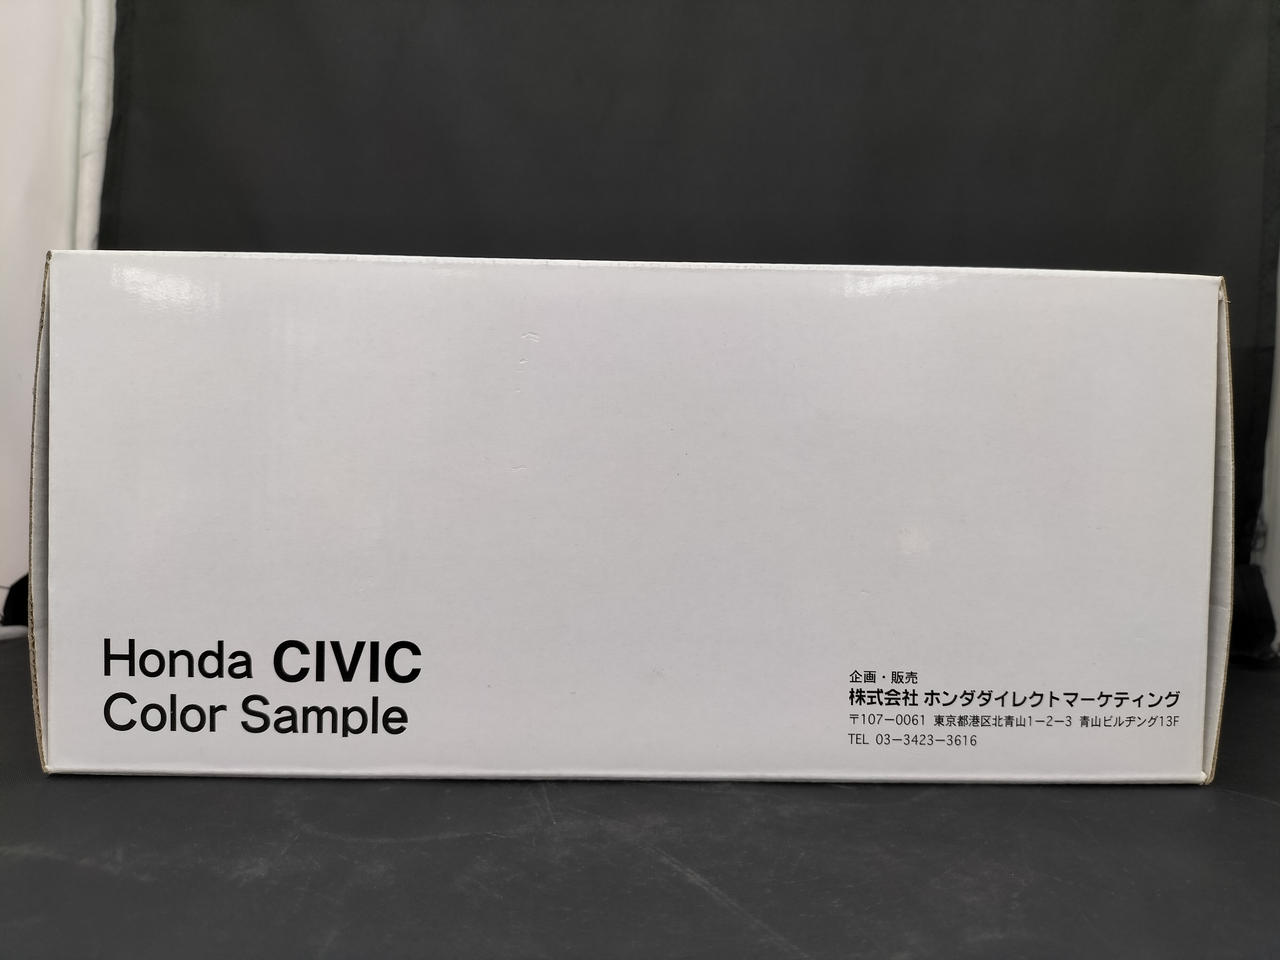 Honda CIVIC
Color Sample
企画・販売
株式会社 ホンダダイレクトマーケティング
〒107-0061 東京都港区北青山1-2-3 青山ビルヂング13F
TEL 03-3423-3616